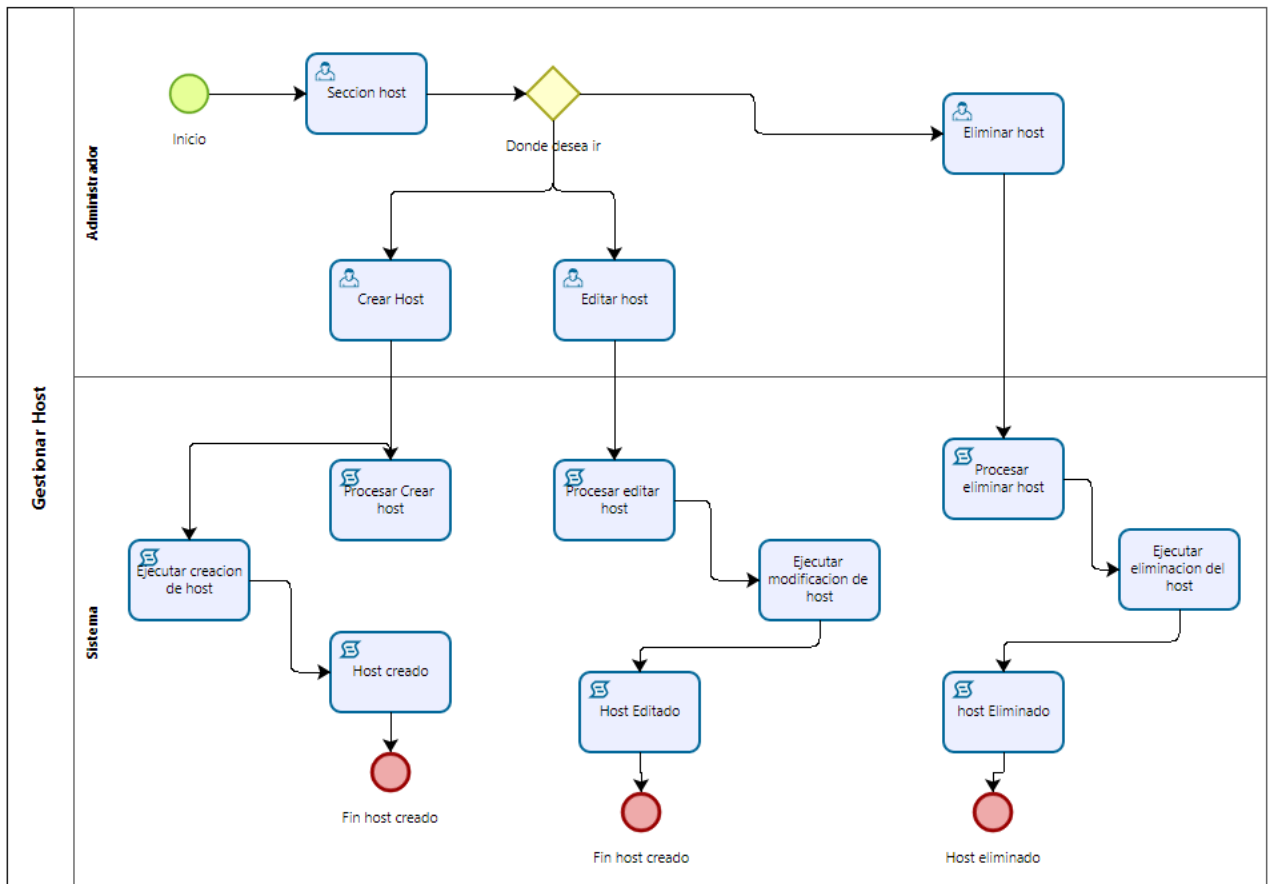 Gestionar Host
Administrador
Inicio
Seccion host
Donde desea ir
Eliminar host
Crear Host
Editar host
Sistema
Procesar Crear
host
Procesar editar
host
Procesar
eliminar host
Ejecutar creacion
de host
Ejecutar
modificacion de
host
Ejecutar
eliminacion del
host
Host creado
Host Editado
host Eliminado
Fin host creado
Fin host creado
Host eliminado